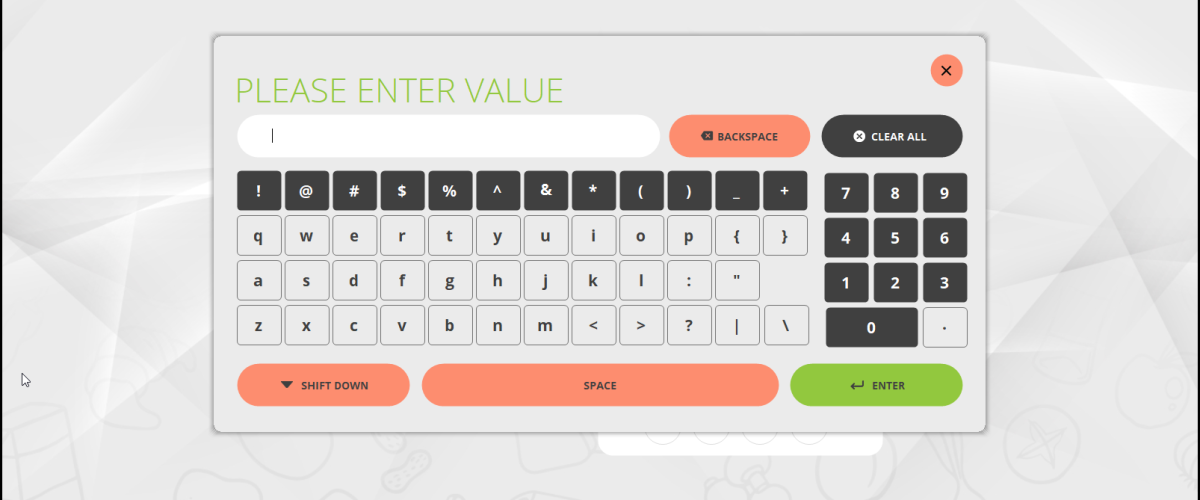 PLEASE ENTER VALUE
BACKSPACE
CLEAR ALL
! @ # $ % ^ & * ( ) _ +
7 8 9
q w e r t y u i o p { }
4 5 6
a s d f g h j k l : "
1 2 3
z x c v b n m < > ? | \
0 .
SHIFT DOWN
SPACE
ENTER